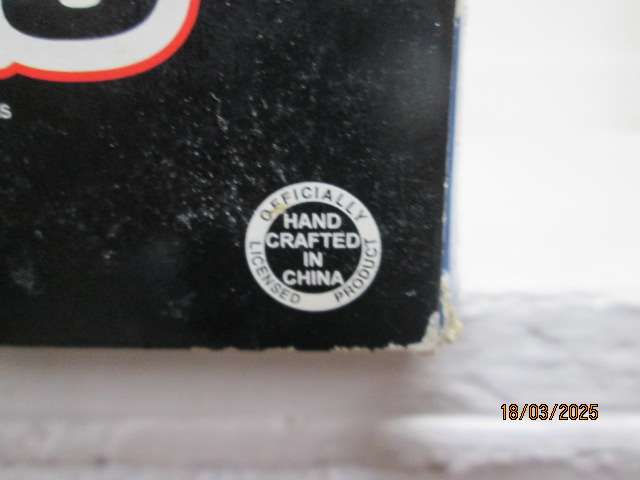 S
OFFICIALLY
HAND
CRAFTED
IN
CHINA
LICENSED PRODUCT
18/03/2025